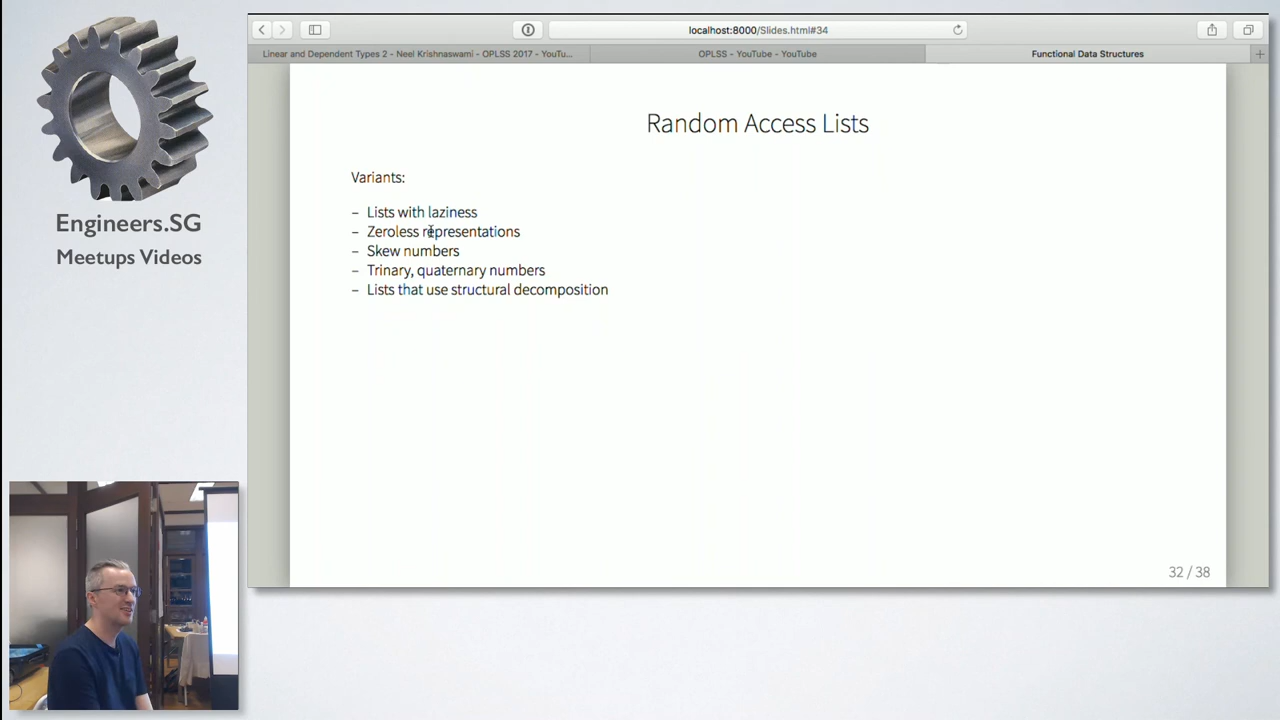 Engineers.SG
Meetups Videos
localhost:8000/Slides.html#34
Linear and Dependent Types 2 - Neel Krishnaswami - OPLSS 2017 - YouTu...
OPLSS - YouTube - YouTube
Functional Data Structures
Random Access Lists
Variants:
– Lists with laziness
– Zeroless representations
– Skew numbers
– Trinary, quaternary numbers
– Lists that use structural decomposition
32 / 38